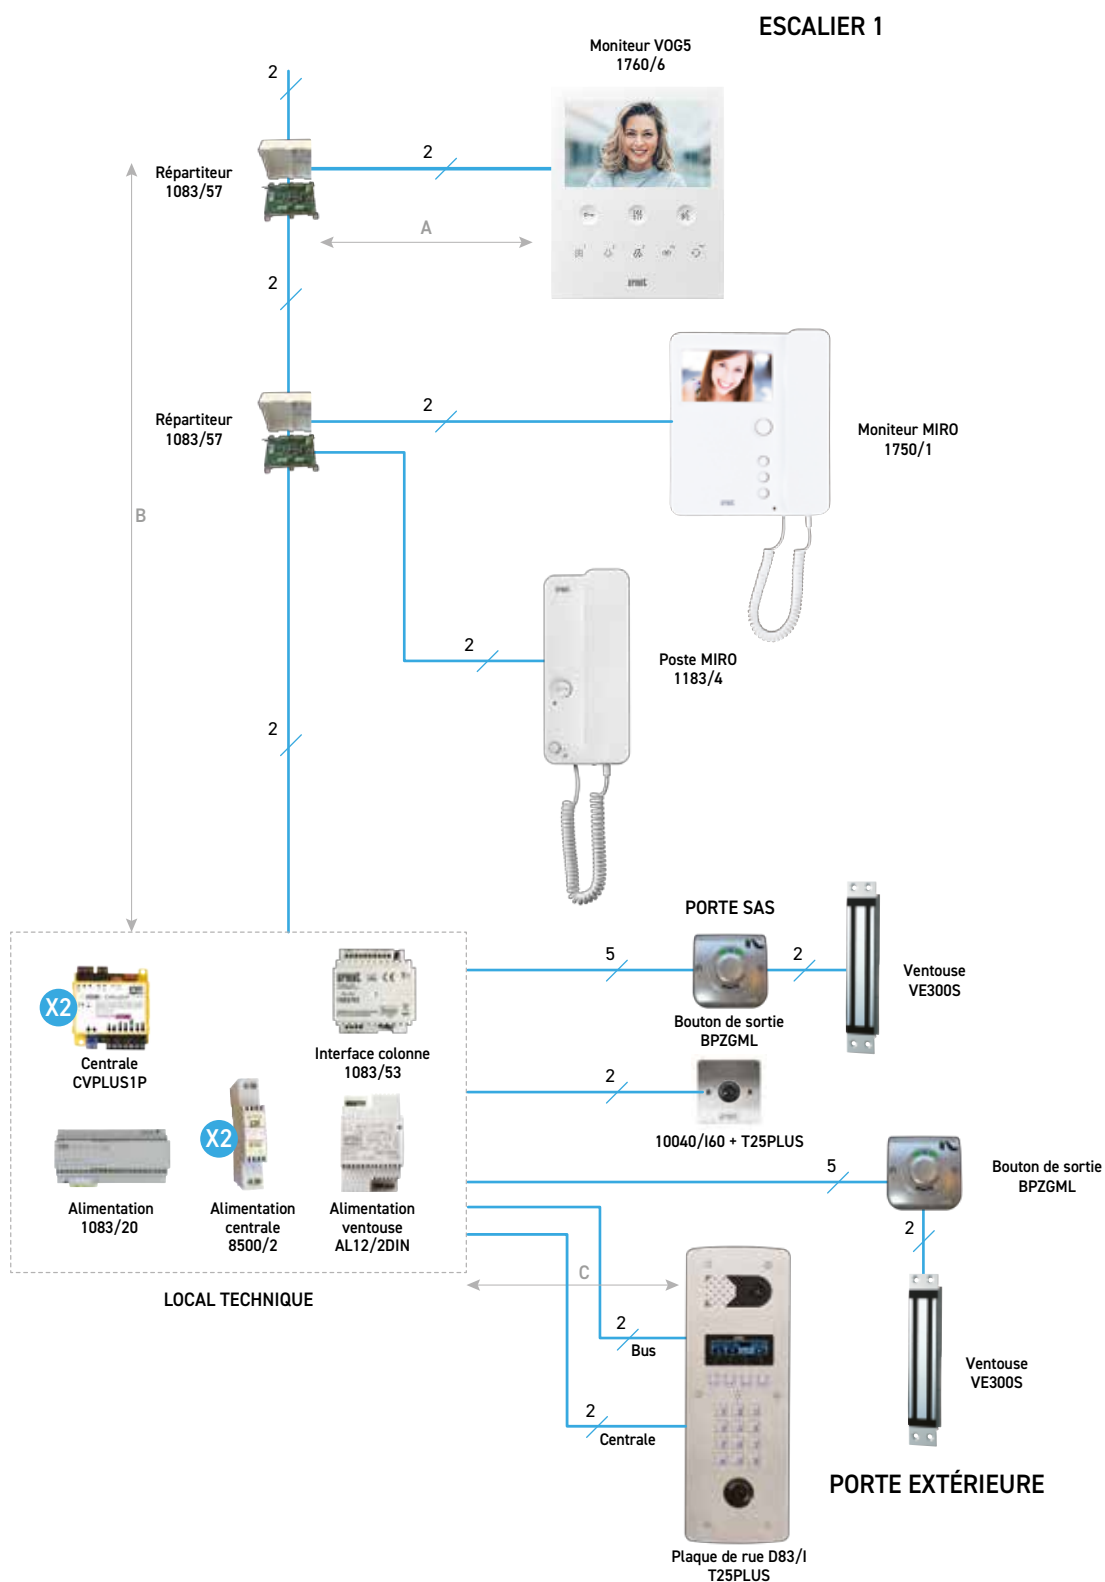 ESCALIER 1
Moniteur VOG5
1760/6
2
Répartiteur
1083/57
2
A
2
Répartiteur
1083/57
2
Moniteur MIRO
1750/1
B
2
Poste MIRO
1183/4
2
PORTE SAS
5
2
Ventouse
VE300S
Bouton de sortie
BPZGML
X2
Centrale
CVPLUS1P
urmet
CE
Interface colonne
1083/53
2
10040/I60 + T25PLUS
X2
Alimentation
1083/20
Alimentation
centrale
8500/2
Alimentation
ventouse
AL12/2DIN
5
Bouton de sortie
BPZGML
2
LOCAL TECHNIQUE
C
2
Bus
2
Centrale
Ventouse
VE300S
PORTE EXTÉRIEURE
Plaque de rue D83/I
T25PLUS